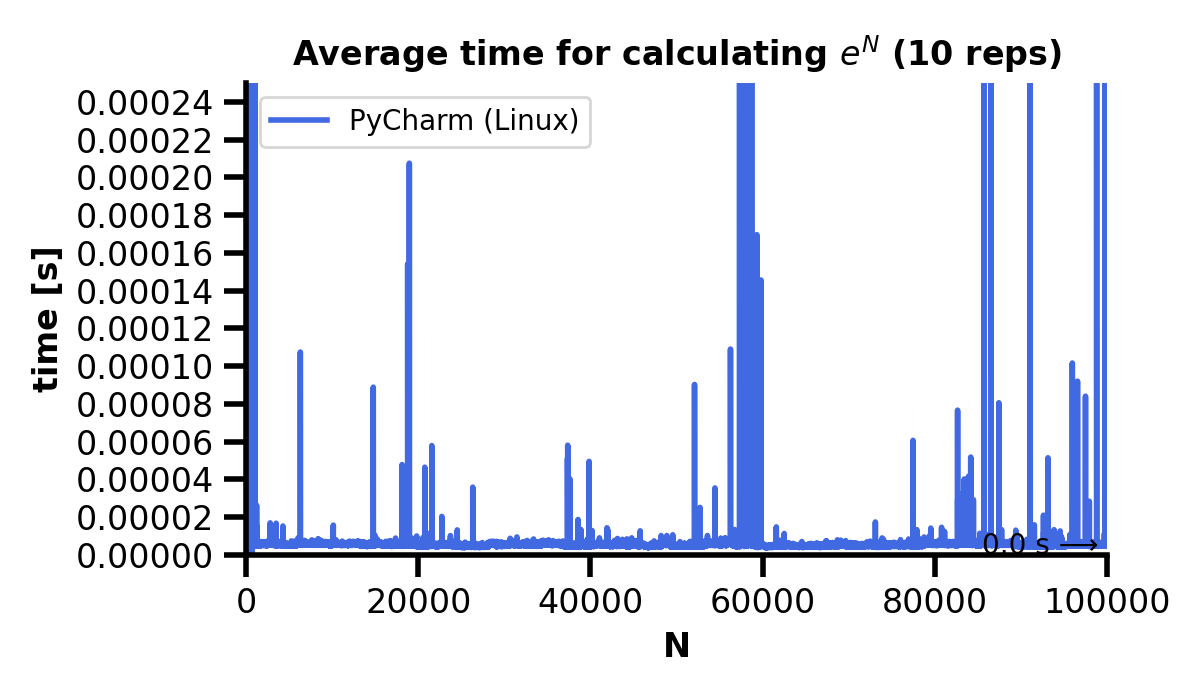 Average time for calculating e^N (10 reps)
PyCharm (Linux)
time [s]
0.00024
0.00022
0.00020
0.00018
0.00016
0.00014
0.00012
0.00010
0.00008
0.00006
0.00004
0.00002
0.00000
0.0 s ⟶
0 20000 40000 60000 80000 100000
N